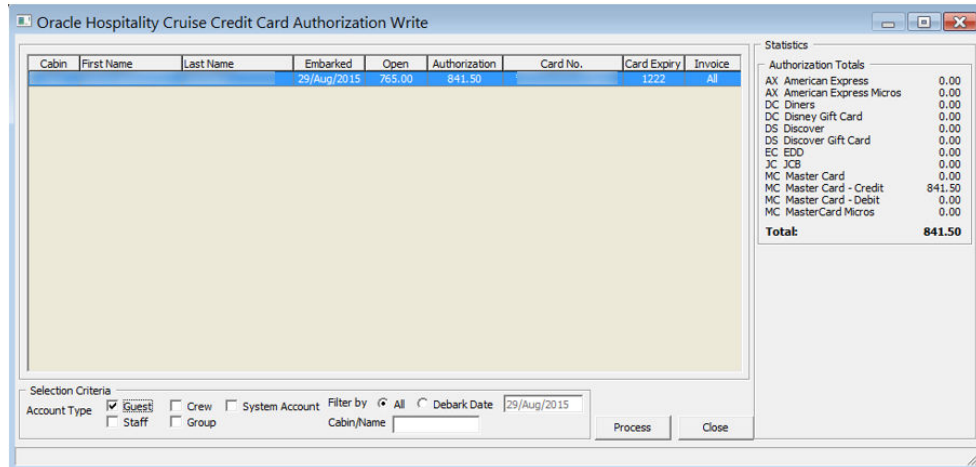 Oracle Hospitality Cruise Credit Card Authorization Write
Cabin First Name Last Name Embarked Open Authorization Card No. Card Expiry Invoice
29/Aug/2015 765.00 841.50 1222 All
Statistics
Authorization Totals
AX American Express 0.00
AX American Express Micros 0.00
DC Diners 0.00
DC Disney Gift Card 0.00
DS Discover 0.00
DS Discover Gift Card 0.00
EC EDD 0.00
JC JCB 0.00
MC Master Card 0.00
MC Master Card - Credit 841.50
MC Master Card - Debit 0.00
MC MasterCard Micros 0.00
Total: 841.50
Selection Criteria
Account Type Guest Crew System Account Filter by All Debark Date 29/Aug/2015
Staff Group Cabin/Name
Process Close